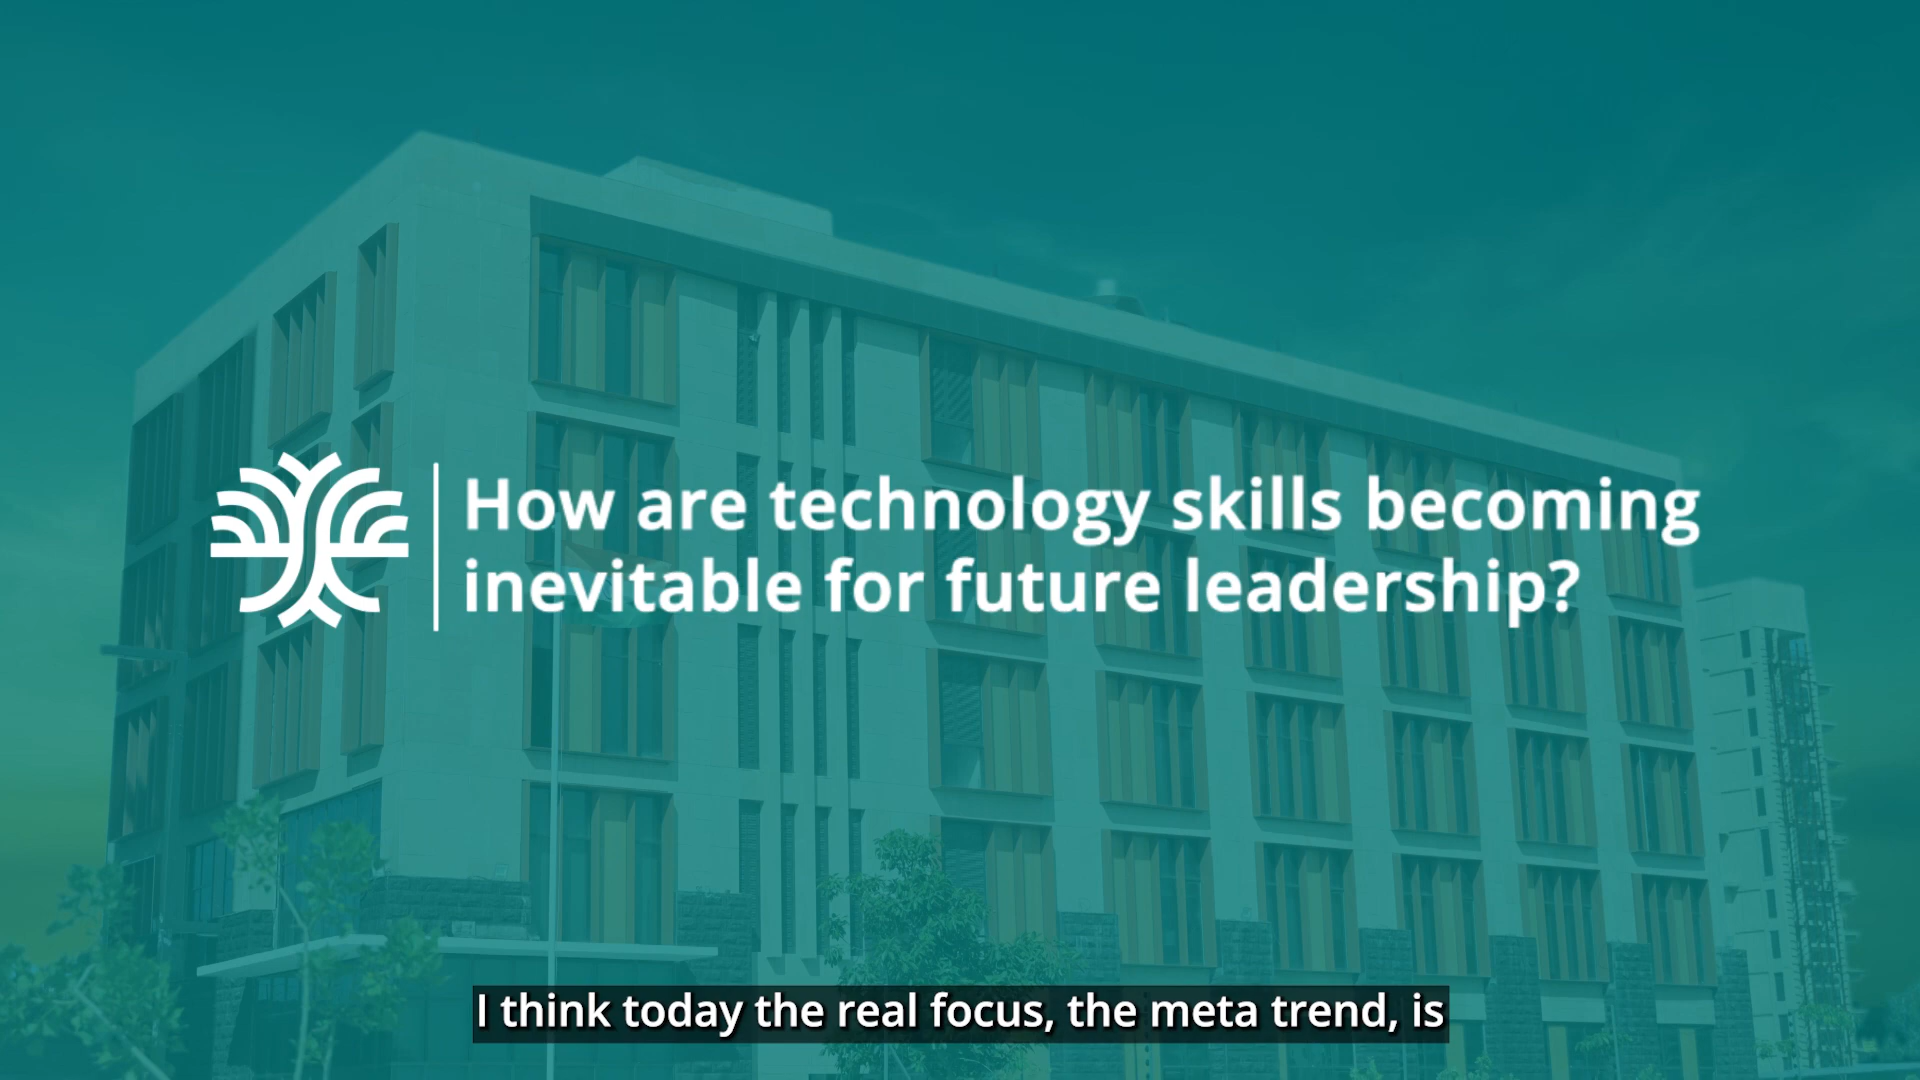 How are technology skills becoming
inevitable for future leadership?
I think today the real focus, the meta trend, is